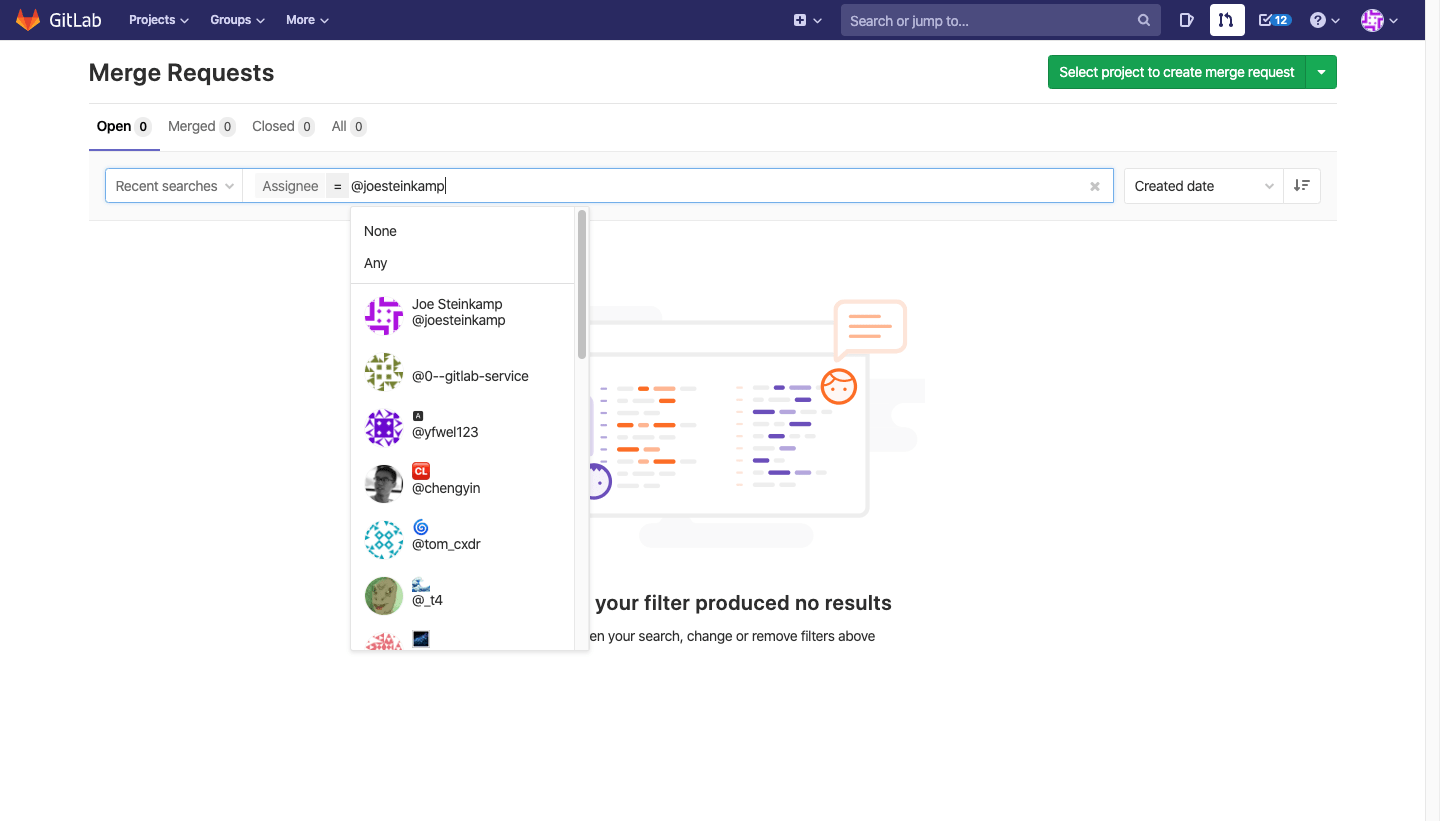 GitLab Projects Groups More Search or jump to... 12 ?
Merge Requests
Select project to create merge request
Open 0 Merged 0 Closed 0 All 0
Recent searches Assignee = @joesteinkamp Created date
None
Any
Joe Steinkamp
@joesteinkamp
@0--gitlab-service
A
@yfwel123
CL
@chengyin
@tom_cxdr
@_t4
your filter produced no results
en your search, change or remove filters above